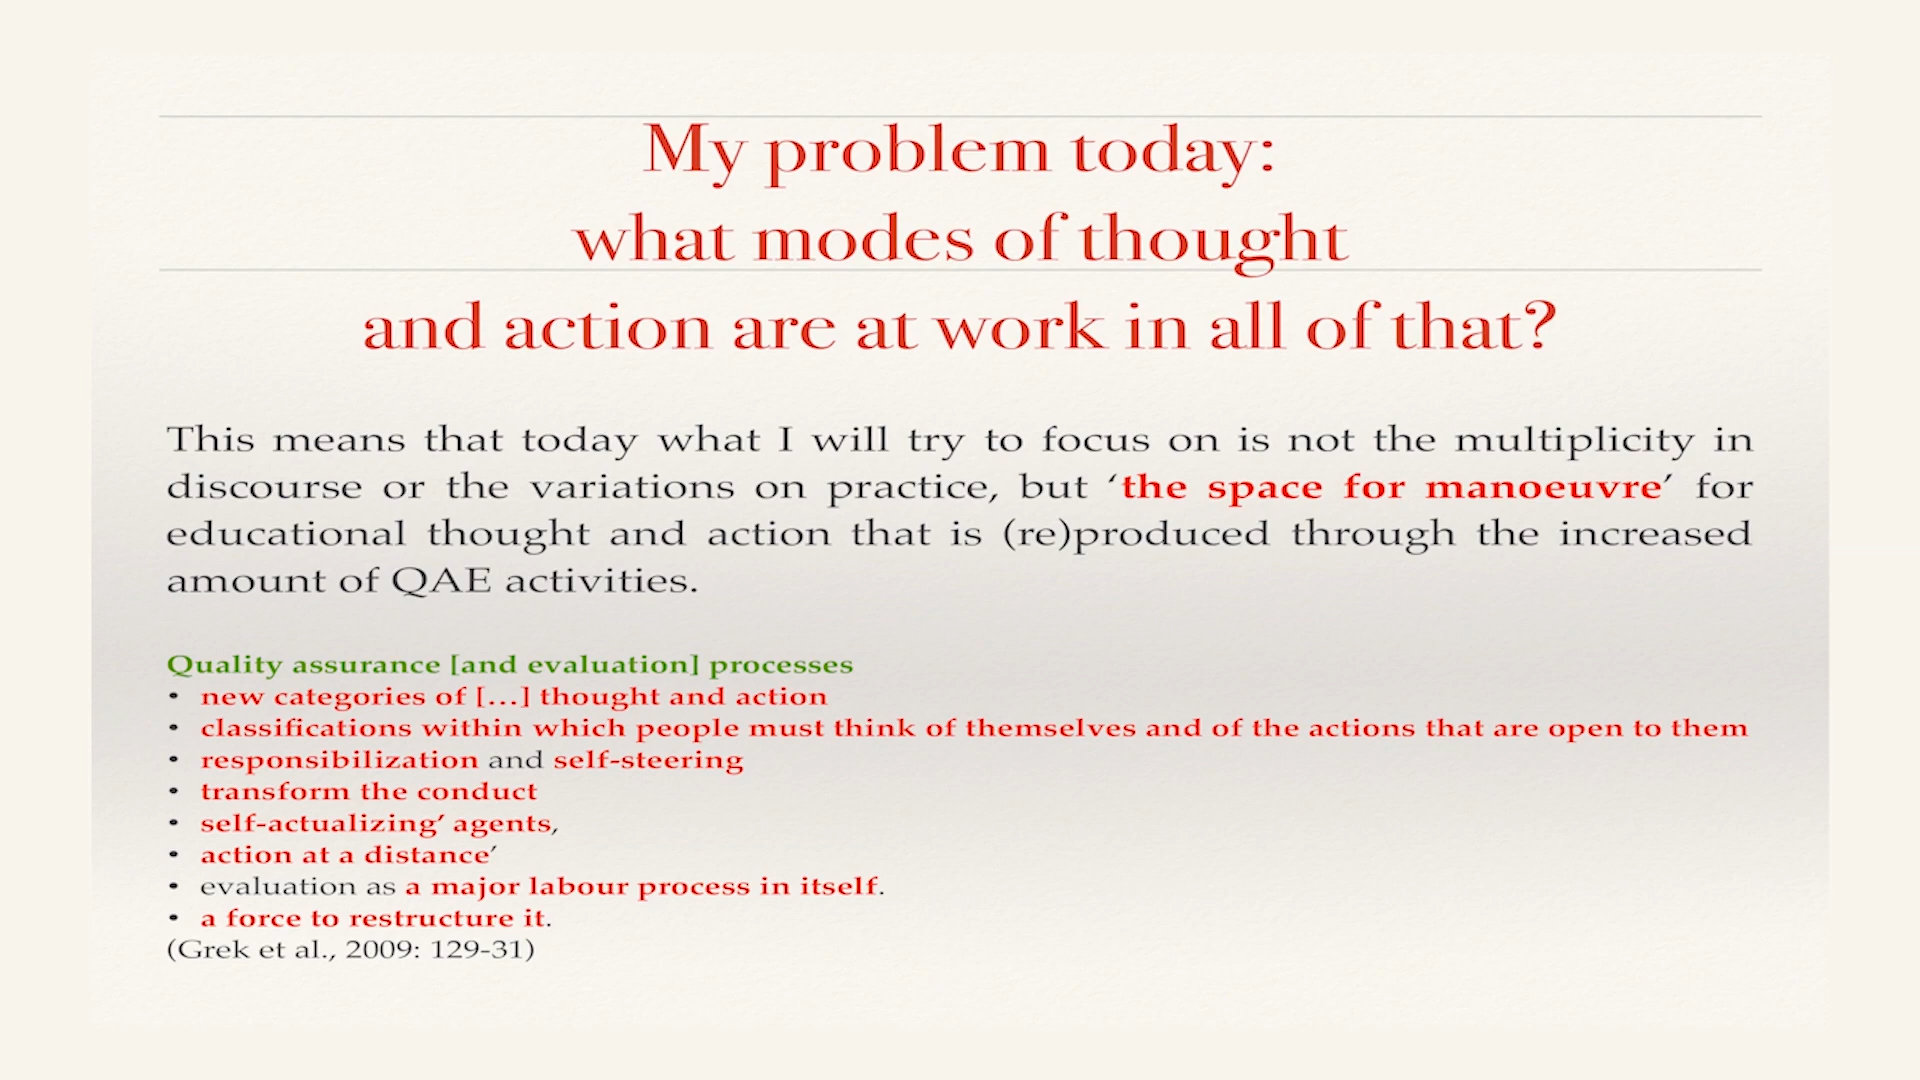 My problem today:
what modes of thought
and action are at work in all of that?
This means that today what I will try to focus on is not the multiplicity in
discourse or the variations on practice, but ‘the space for manoeuvre’ for
educational thought and action that is (re)produced through the increased
amount of QAE activities.
Quality assurance [and evaluation] processes
• new categories of […] thought and action
• classifications within which people must think of themselves and of the actions that are open to them
• responsibilization and self-steering
• transform the conduct
• self-actualizing’ agents,
• action at a distance’
• evaluation as a major labour process in itself.
• a force to restructure it.
(Grek et al., 2009: 129-31)